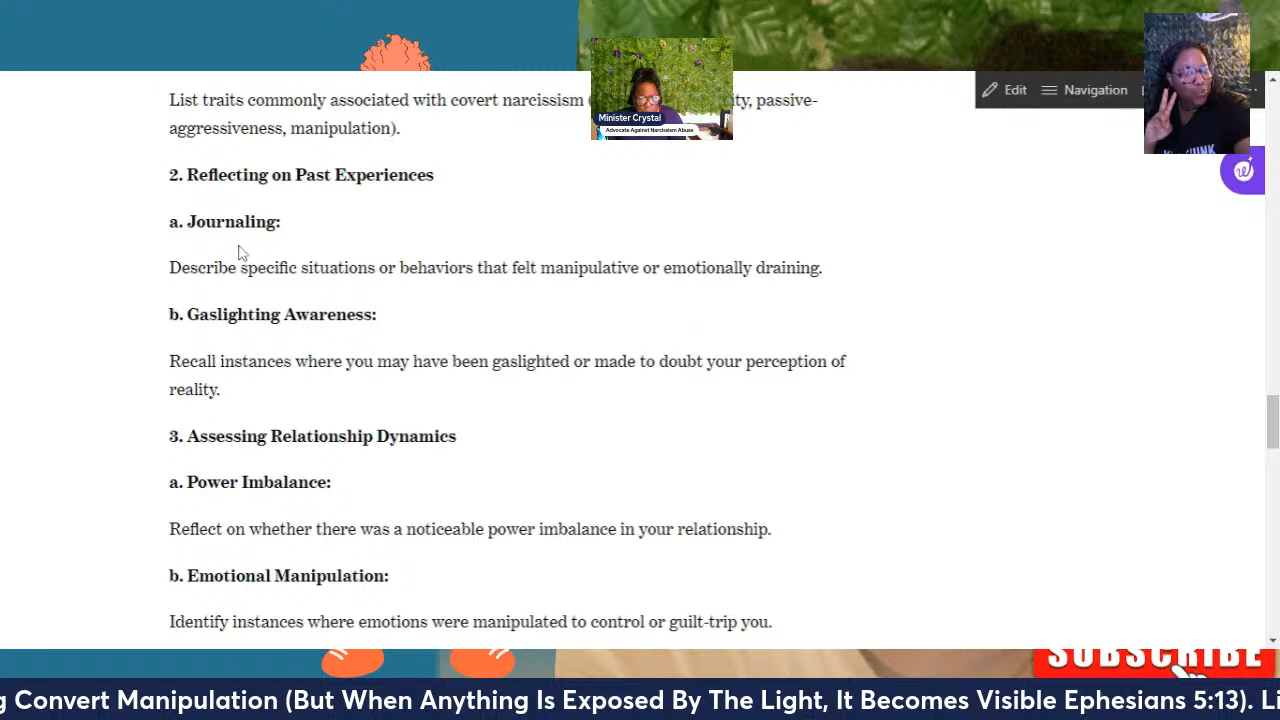 List traits commonly associated with covert narcissism ( ity, passive-
aggressiveness, manipulation).
Edit
Navigation
Minister Crystal
Advocate Against Narcissism Abuse
2. Reflecting on Past Experiences
a. Journaling:
Describe specific situations or behaviors that felt manipulative or emotionally draining.
b. Gaslighting Awareness:
Recall instances where you may have been gaslighted or made to doubt your perception of
reality.
3. Assessing Relationship Dynamics
a. Power Imbalance:
Reflect on whether there was a noticeable power imbalance in your relationship.
b. Emotional Manipulation:
Identify instances where emotions were manipulated to control or guilt-trip you.
SUBSCRIBE
g Convert Manipulation (But When Anything Is Exposed By The Light, It Becomes Visible Ephesians 5:13). Li